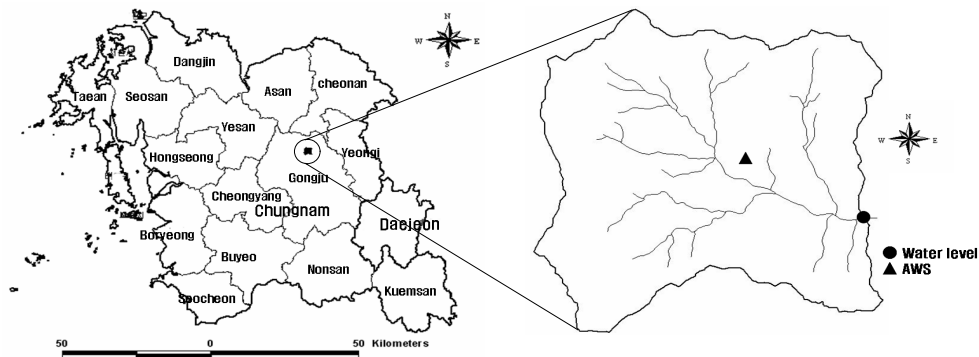 N
W E
S
Dangjin
Asan
cheonan
Taean
Seosan
Yesan
Hongseong
Yeongi
Gongju
Cheongyang
Chungnam
Daejeon
Boryeong
Buyeo
Nonsan
Kuemsan
Seocheon
50 0 50 Kilometers
N
W E
S
Water level
AWS